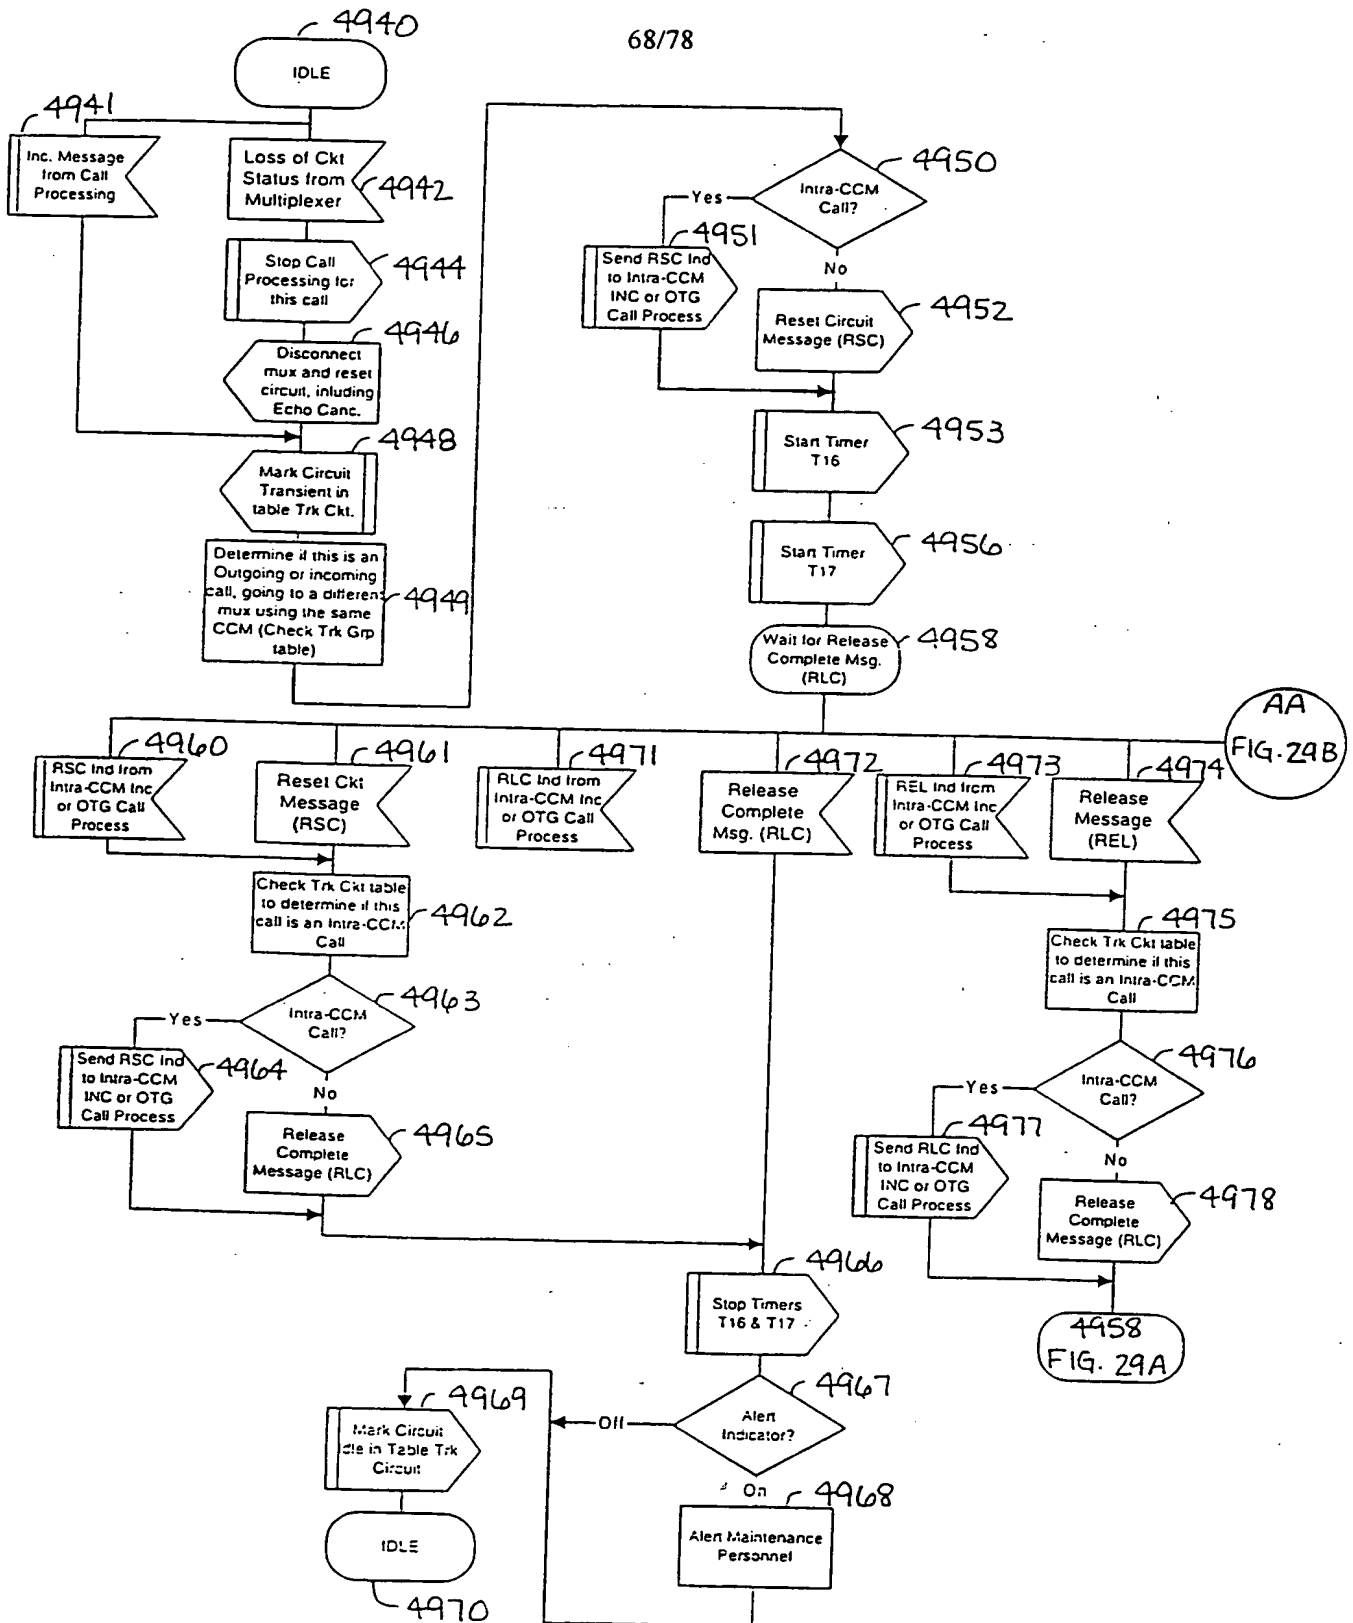 68/78
4940
IDLE
4941
Inc. Message
from Call
Processing
Loss of Ckt
Status from
Multiplexer
4942
Stop Call
Processing for
this call
4944
4946
Disconnect
mux and reset
circuit, inluding
Echo Canc.
4948
Mark Circuit
Transient in
table Trk Ckt.
Determine if this is an
Outgoing or incoming
call, going to a different
mux using the same
CCM (Check Trk Grp
table)
4949
4950
Intra-CCM
Call?
Yes
4951
Send RSC Ind
to Intra-CCM
INC or OTG
Call Process
No
4952
Reset Circuit
Message (RSC)
4953
Start Timer
T16
4956
Start Timer
T17
4958
Wait for Release
Complete Msg.
(RLC)
AA
FIG. 29B
4960
RSC Ind from
Intra-CCM Inc
or OTG Call
Process
4961
Reset Ckt
Message
(RSC)
4971
RLC Ind from
Intra-CCM Inc
or OTG Call
Process
4972
Release
Complete
Msg. (RLC)
4973
REL Ind from
Intra-CCM Inc
or OTG Call
Process
4974
Release
Message
(REL)
Check Trk Ckt table
to determine if this
call is an Intra-CCM
Call
4962
4963
Intra-CCM
Call?
Yes
Send RSC Ind
to Intra-CCM
INC or OTG
Call Process
4964
No
Release
Complete
Message (RLC)
4965
4975
Check Trk Ckt table
to determine if this
call is an Intra-CCM
Call
4976
Intra-CCM
Call?
Yes
4977
Send RLC Ind
to Intra-CCM
INC or OTG
Call Process
No
4978
Release
Complete
Message (RLC)
4958
FIG. 29A
4966
Stop Timers
T16 & T17
4967
Alert
Indicator?
Off
On
4968
Alert Maintenance
Personnel
4969
Mark Circuit
Idle in Table Trk
Circuit
IDLE
4970